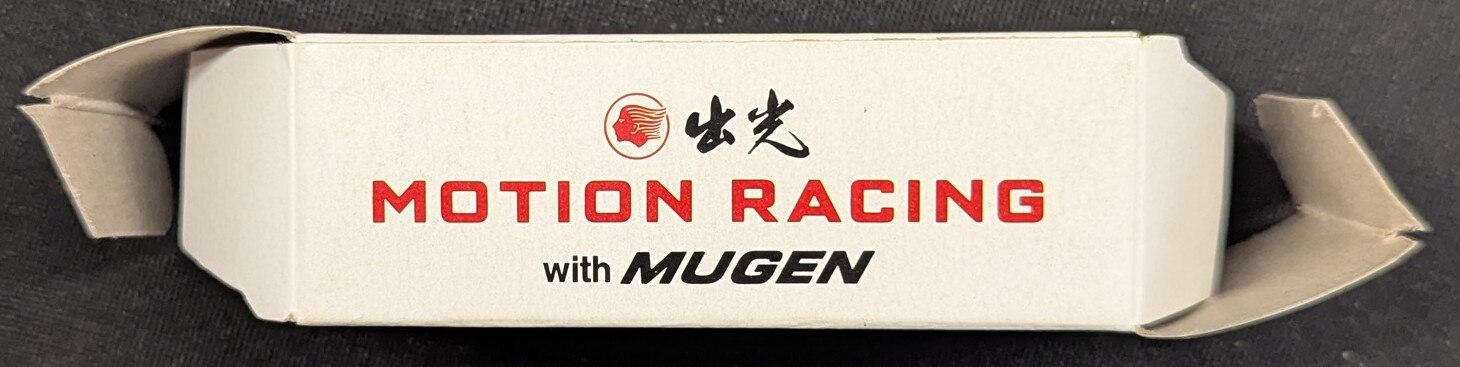 出光
MOTION RACING
with MUGEN